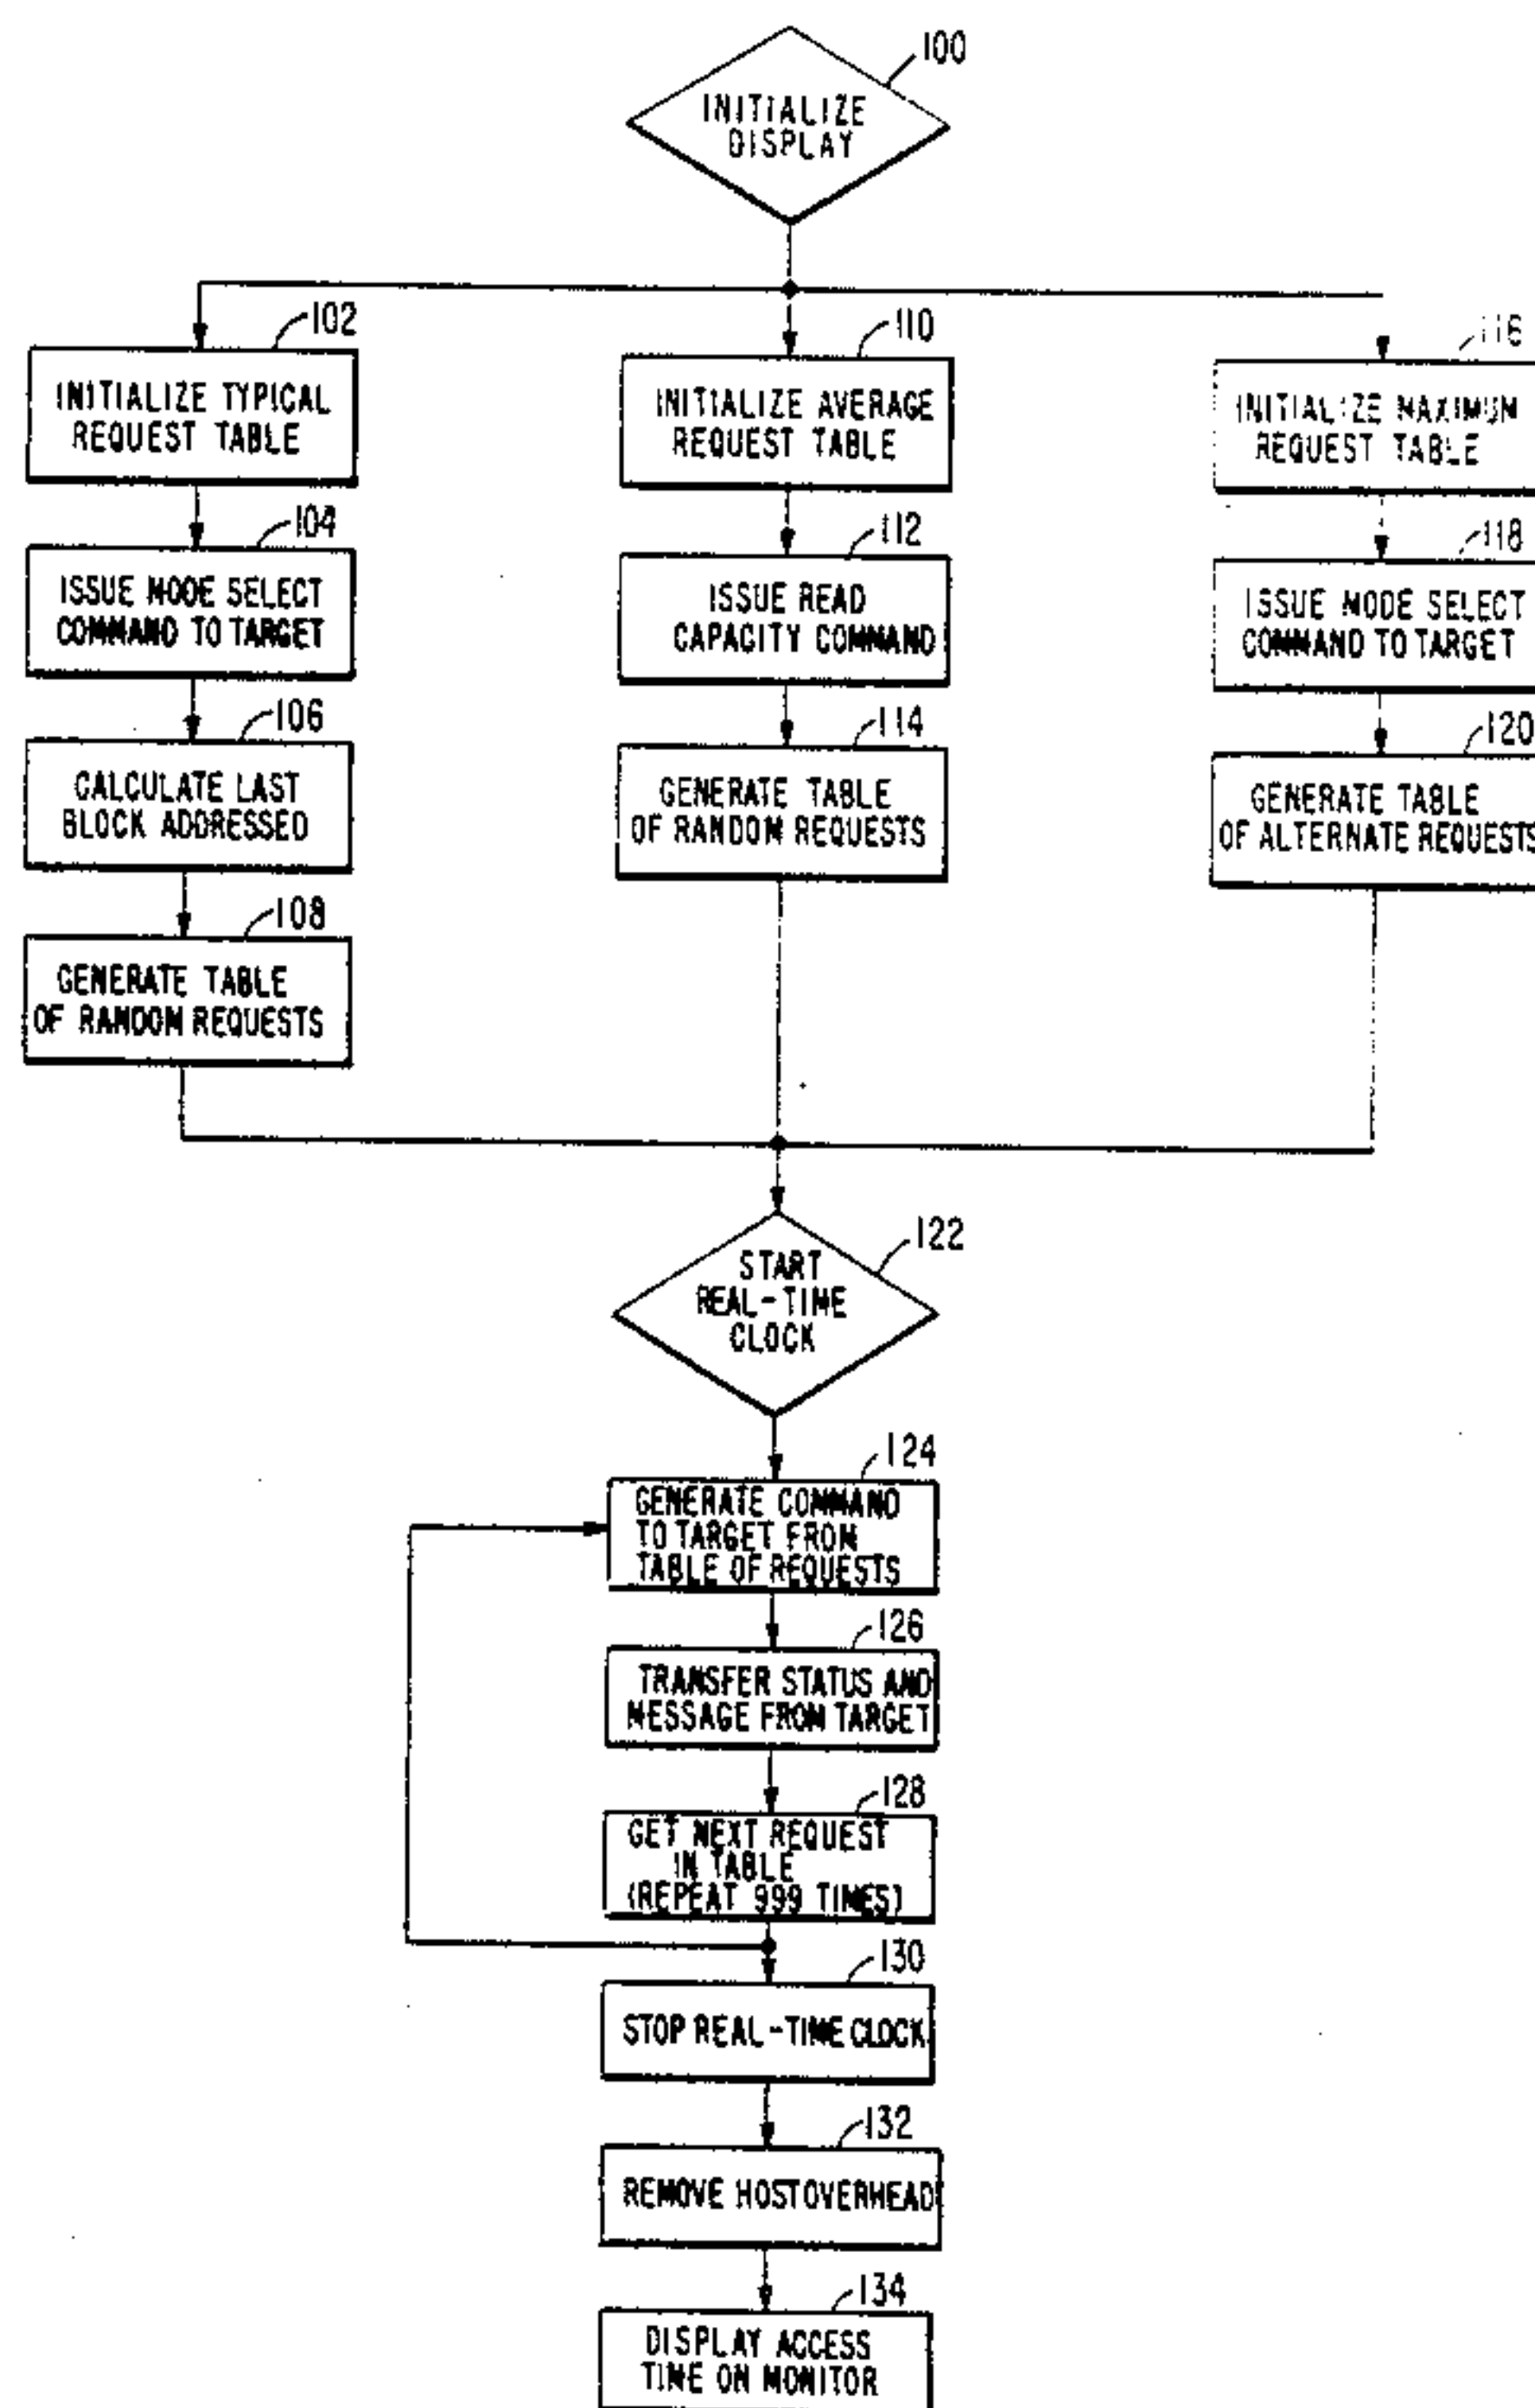 100
INITIALIZE
DISPLAY
102
INITIALIZE TYPICAL
REQUEST TABLE
110
INITIALIZE AVERAGE
REQUEST TABLE
116
INITIALIZE MAXIMUM
REQUEST TABLE
104
ISSUE MODE SELECT
COMMAND TO TARGET
112
ISSUE READ
CAPACITY COMMAND
118
ISSUE MODE SELECT
COMMAND TO TARGET
106
CALCULATE LAST
BLOCK ADDRESSED
114
GENERATE TABLE
OF RANDOM REQUESTS
120
GENERATE TABLE
OF ALTERNATE REQUESTS
108
GENERATE TABLE
OF RANDOM REQUESTS
122
START
REAL-TIME
CLOCK
124
GENERATE COMMAND
TO TARGET FROM
TABLE OF REQUESTS
126
TRANSFER STATUS AND
MESSAGE FROM TARGET
128
GET NEXT REQUEST
IN TABLE
(REPEAT 999 TIMES)
130
STOP REAL-TIME CLOCK
132
REMOVE HOST OVERHEAD
134
DISPLAY ACCESS
TIME ON MONITOR